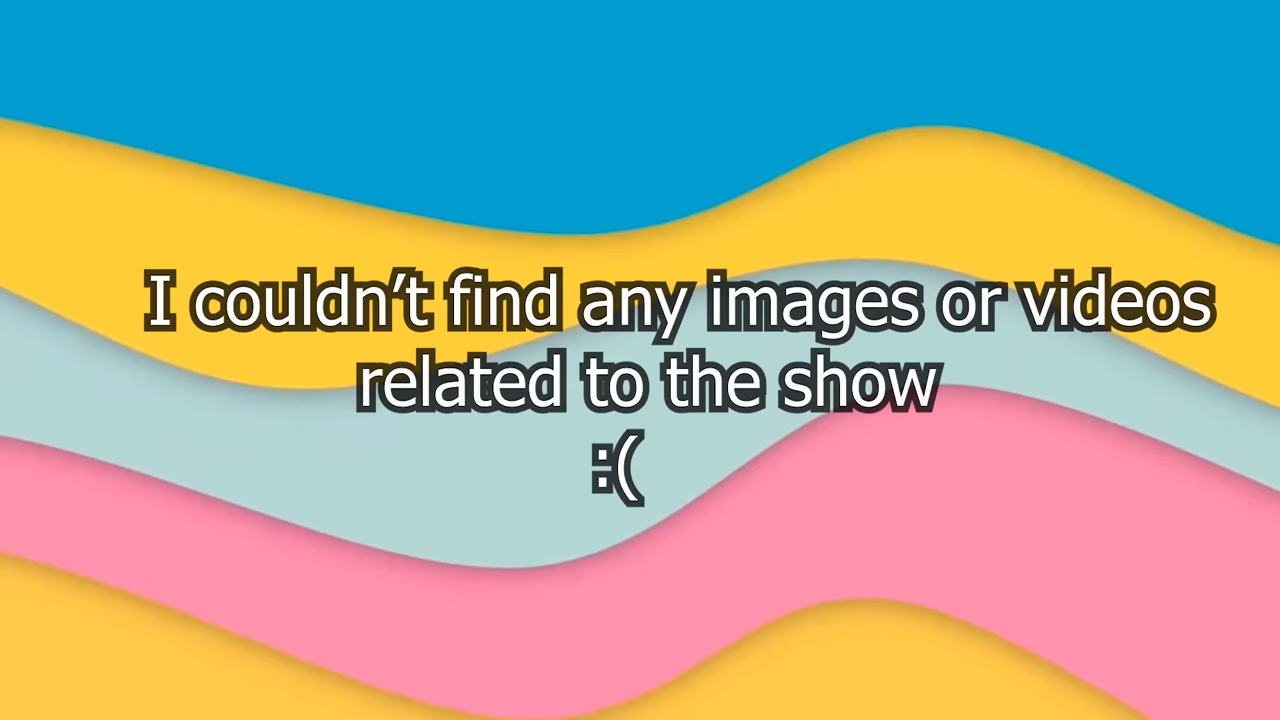 I couldn’t find any images or videos
related to the show
:(